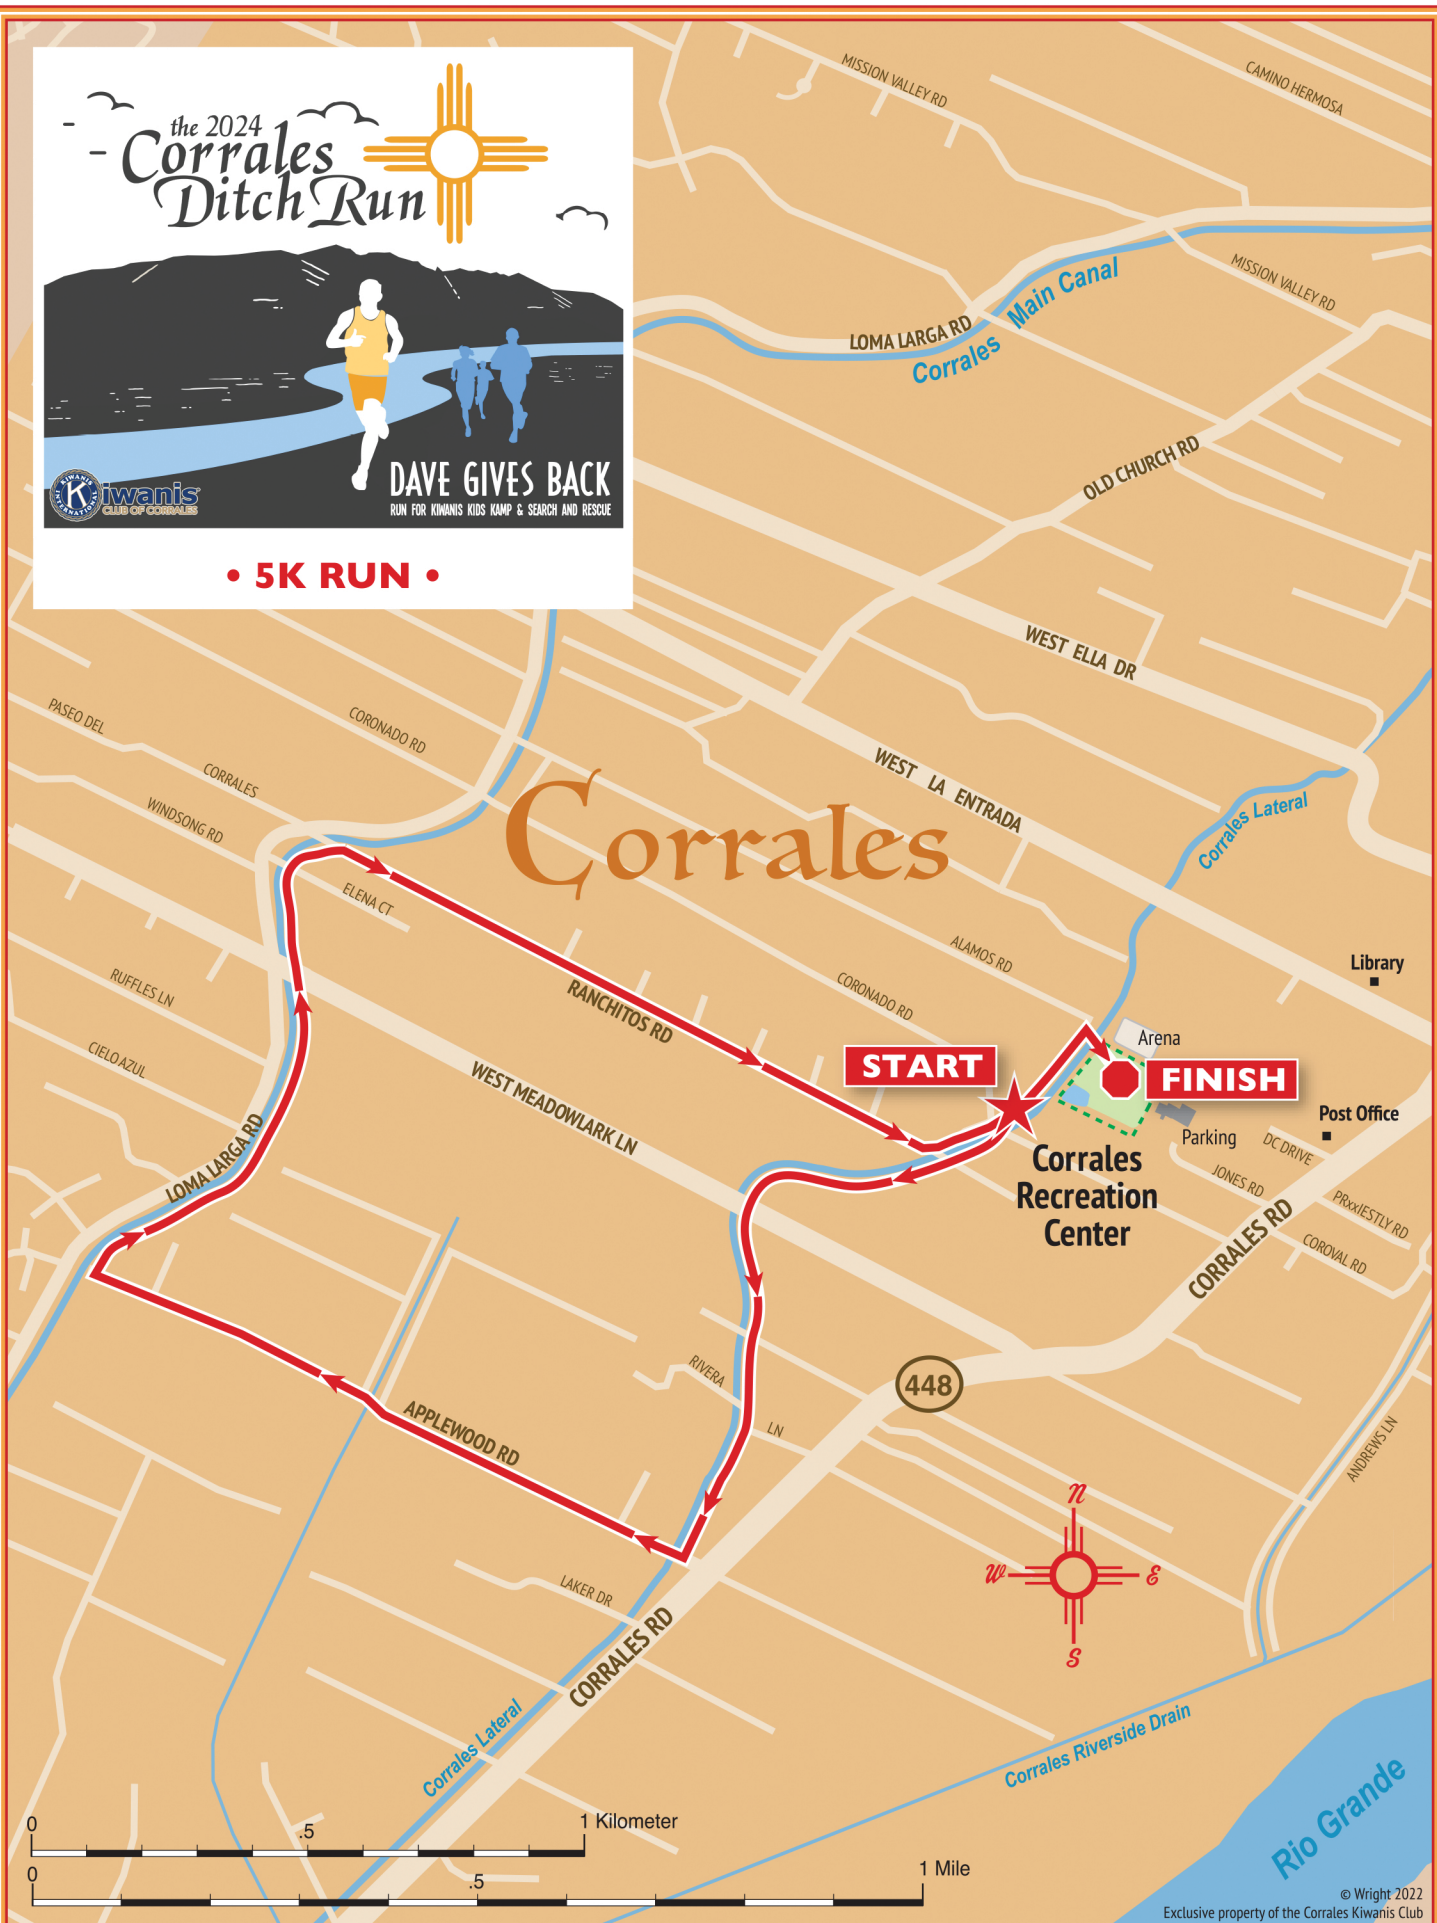 the 2024
Corrales
Ditch Run
DAVE GIVES BACK
RUN FOR KIWANIS KIDS KAMP & SEARCH AND RESCUE
KIWANIS
INTERNATIONAL
Kiwanis
CLUB OF CORRALES
• 5K RUN •
MISSION VALLEY RD
CAMINO HERMOSA
MISSION VALLEY RD
Main Canal
LOMA LARGA RD
Corrales
OLD CHURCH RD
WEST ELLA DR
PASEO DEL
CORONADO RD
CORRALES
WINDSONG RD
WEST LA ENTRADA
Corrales Lateral
Corrales
ELENA CT
RUFFLES LN
RANCHITOS RD
ALAMOS RD
CORONADO RD
Library
CIELO AZUL
WEST MEADOWLARK LN
START
Arena
FINISH
Post Office
Parking
DC DRIVE
JONES RD
PRxxIESTLY RD
COROVAL RD
LOMA LARGA RD
Corrales
Recreation
Center
CORRALES RD
RIVERA
LN
448
APPLEWOOD RD
ANDREWS LN
N
W
E
S
LAKER DR
CORRALES RD
Corrales Lateral
Corrales Riverside Drain
Rio Grande
0
.5
1 Kilometer
0
.5
1 Mile
© Wright 2022
Exclusive property of the Corrales Kiwanis Club